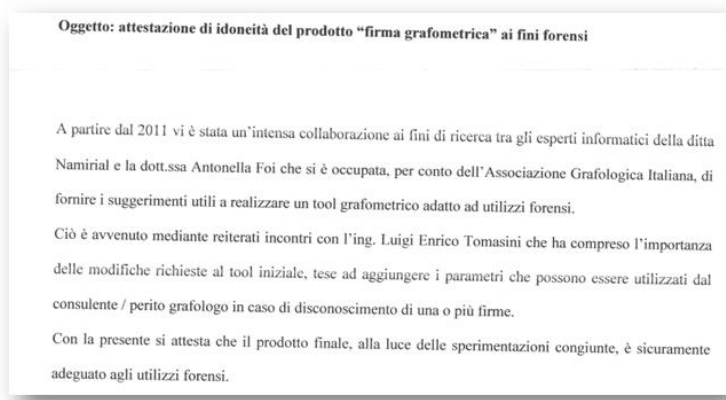 Oggetto: attestazione di idoneità del prodotto “firma grafometrica” ai fini forensi
A partire dal 2011 vi è stata un’intensa collaborazione ai fini di ricerca tra gli esperti informatici della ditta
Namirial e la dott.ssa Antonella Foi che si è occupata, per conto dell’Associazione Grafologica Italiana, di
fornire i suggerimenti utili a realizzare un tool grafometrico adatto ad utilizzi forensi.
Ciò è avvenuto mediante reiterati incontri con l’ing. Luigi Enrico Tomasini che ha compreso l’importanza
delle modifiche richieste al tool iniziale, tese ad aggiungere i parametri che possono essere utilizzati dal
consulente / perito grafologo in caso di disconoscimento di una o più firme.
Con la presente si attesta che il prodotto finale, alla luce delle sperimentazioni congiunte, è sicuramente
adeguato agli utilizzi forensi.